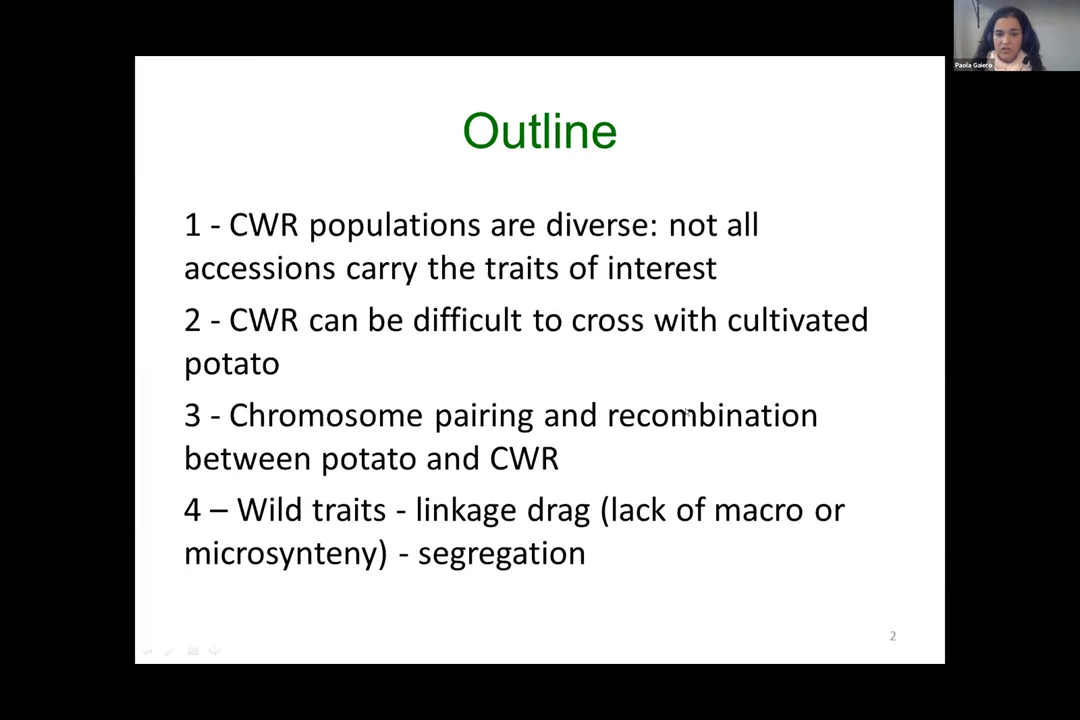 Paola Gaiero
Outline
1 - CWR populations are diverse: not all
accessions carry the traits of interest
2 - CWR can be difficult to cross with cultivated
potato
3 - Chromosome pairing and recombination
between potato and CWR
4 – Wild traits - linkage drag (lack of macro or
microsynteny) - segregation
2